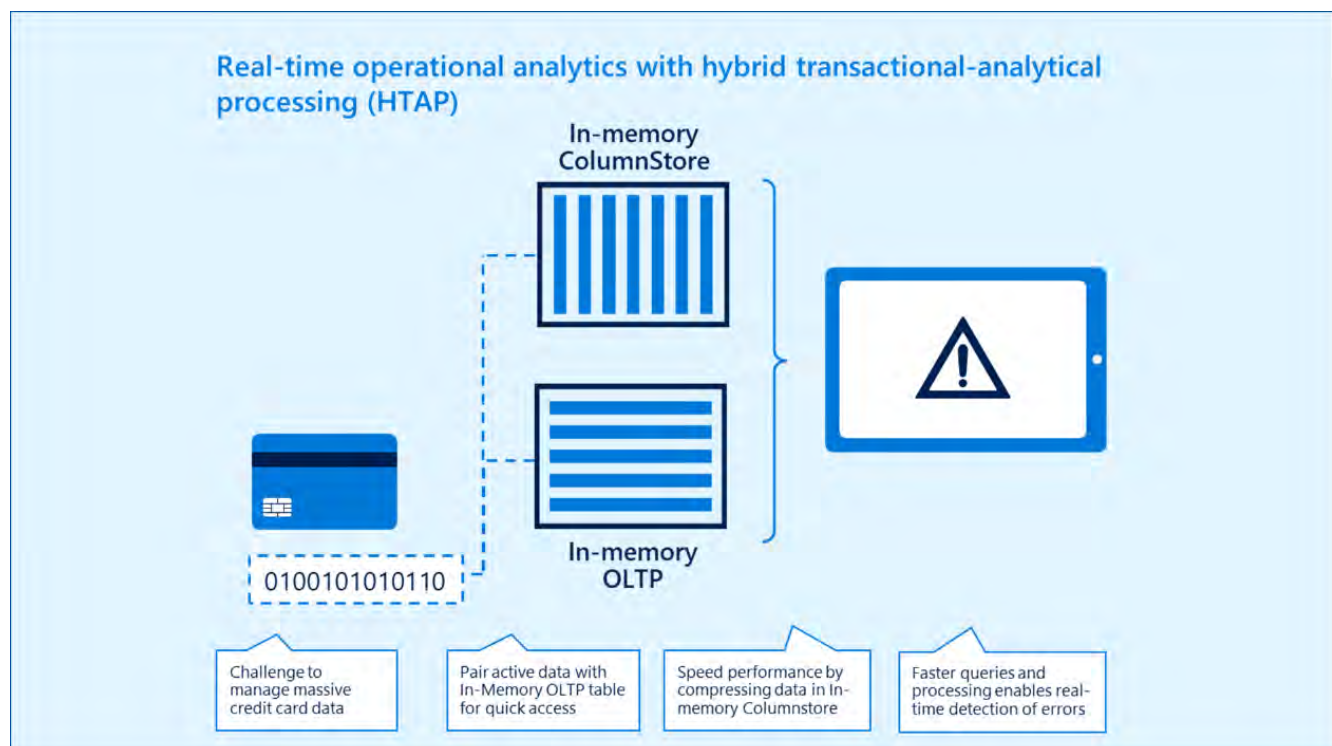 Real-time operational analytics with hybrid transactional-analytical
processing (HTAP)
In-memory
ColumnStore
In-memory
OLTP
0100101010110
Challenge to
manage massive
credit card data
Pair active data with
In-Memory OLTP table
for quick access
Speed performance by
compressing data in In-
memory Columnstore
Faster queries and
processing enables real-
time detection of errors